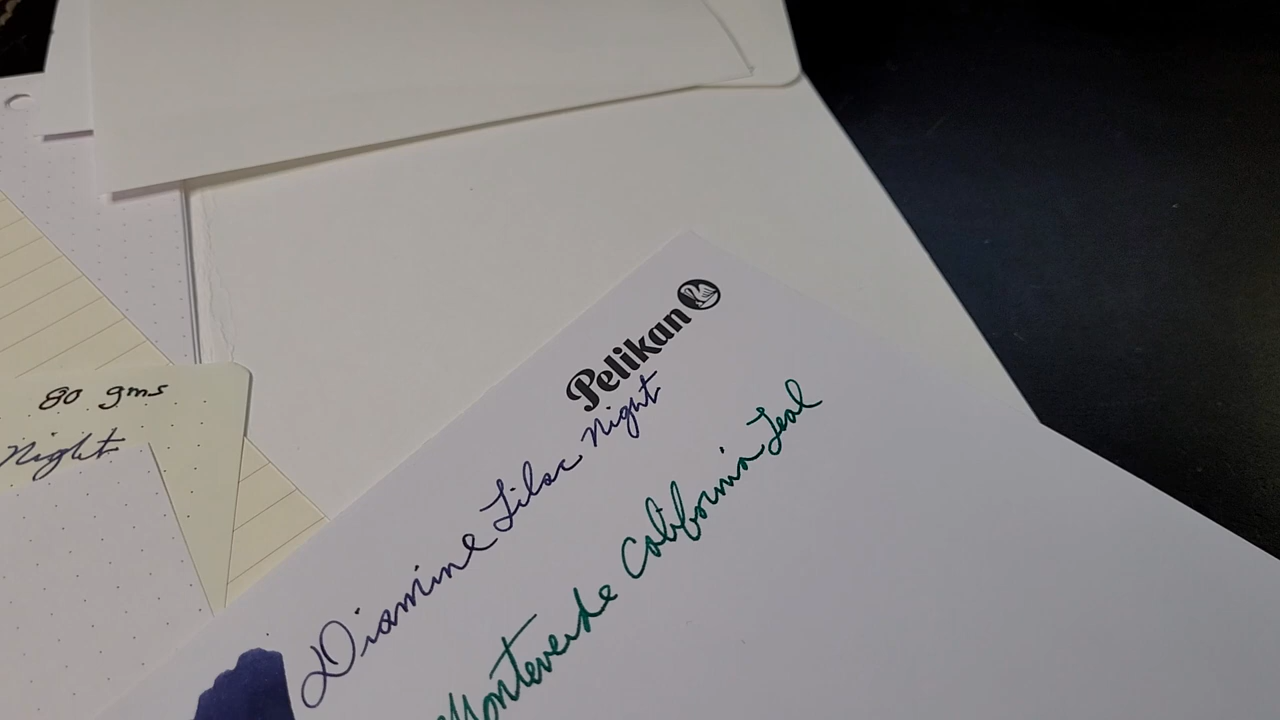 80 gms
Night
Pelikan
Diamine Lilac Night
Monteverde California Teal